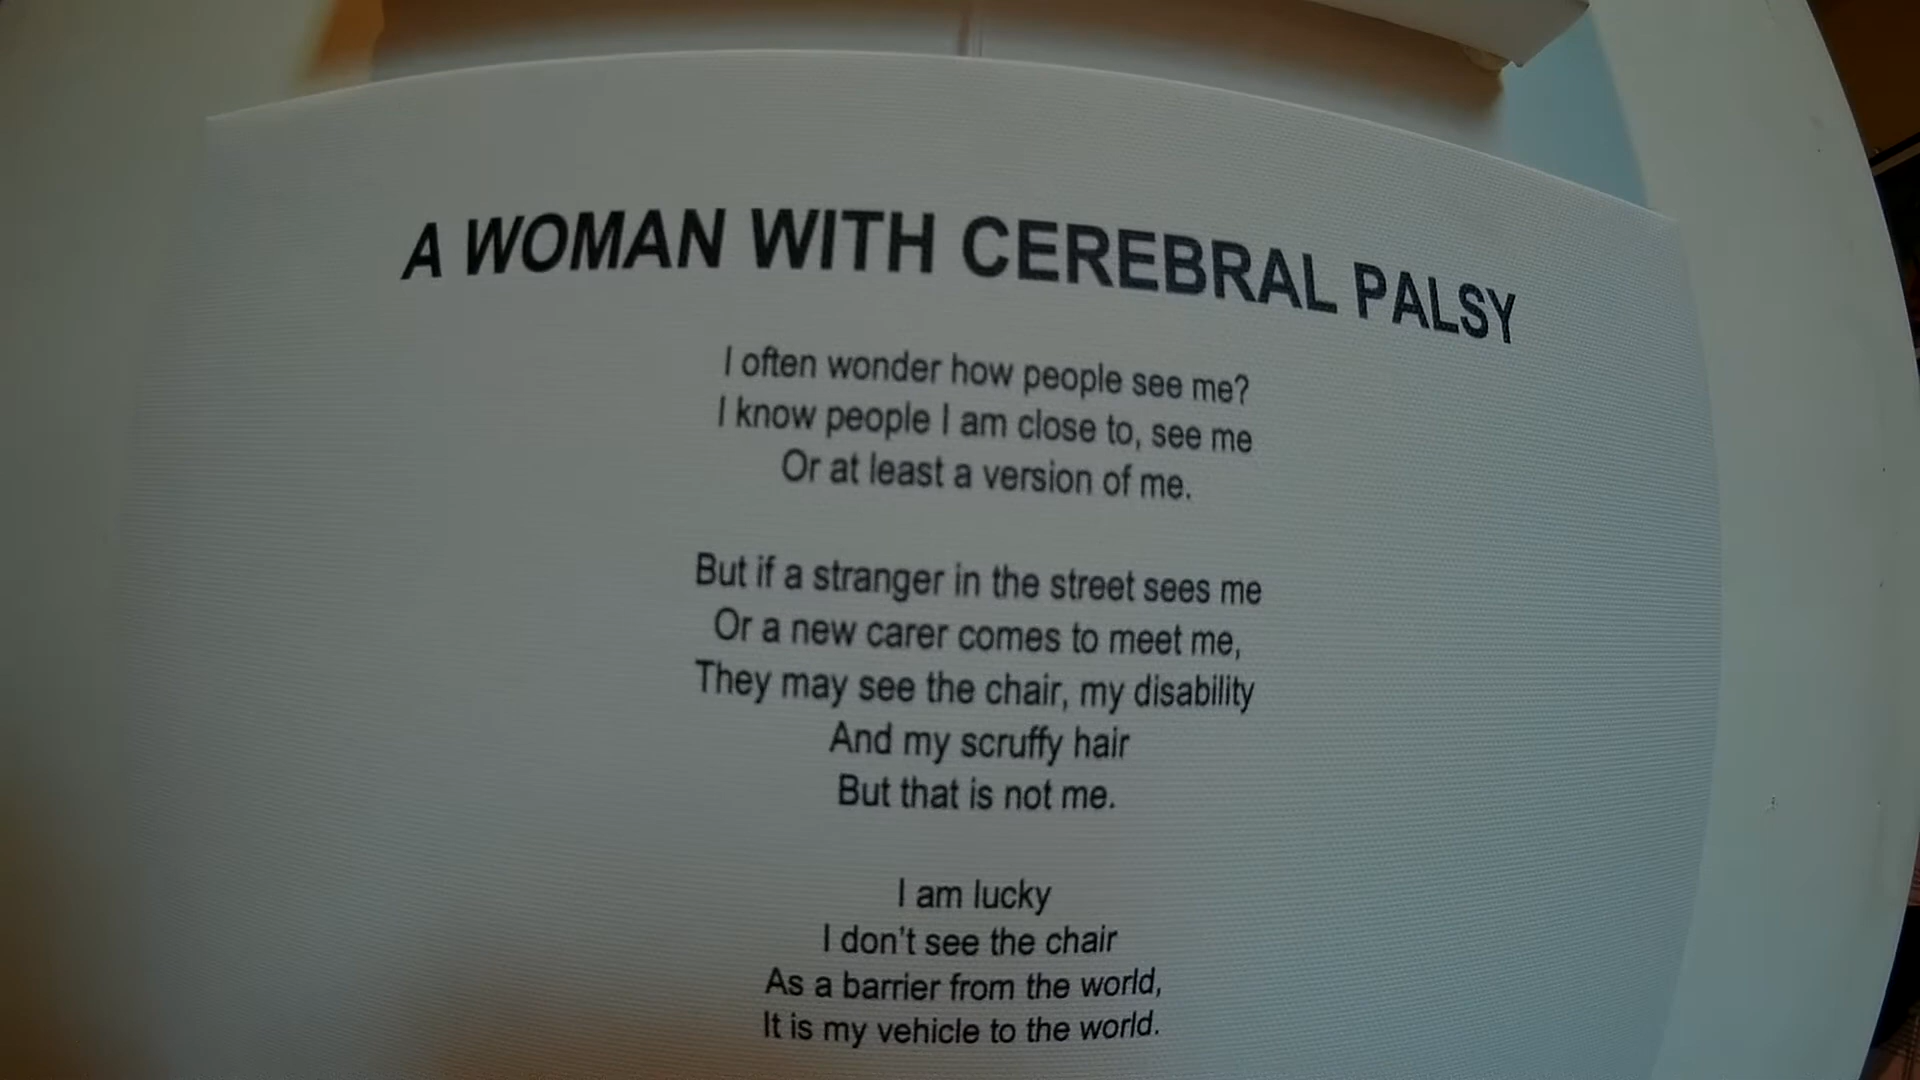 A WOMAN WITH CEREBRAL PALSY
I often wonder how people see me?
I know people I am close to, see me
Or at least a version of me.
But if a stranger in the street sees me
Or a new carer comes to meet me,
They may see the chair, my disability
And my scruffy hair
But that is not me.
I am lucky
I don't see the chair
As a barrier from the world,
It is my vehicle to the world.